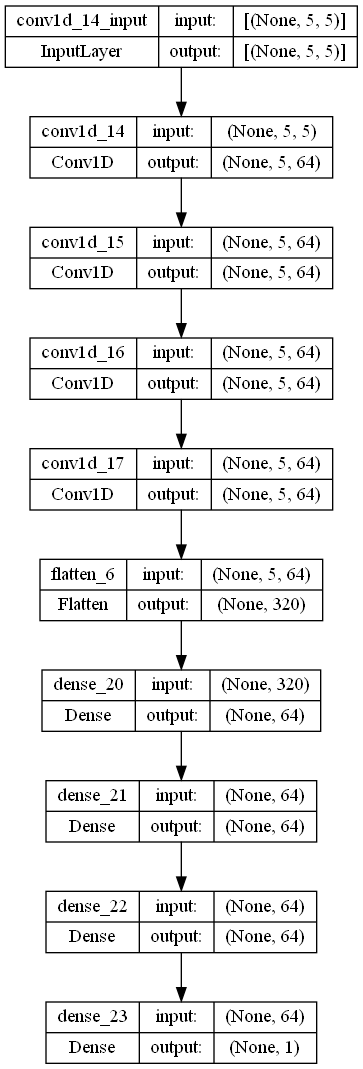 conv1d_14_input input: [(None, 5, 5)]
InputLayer output: [(None, 5, 5)]
conv1d_14 input: (None, 5, 5)
Conv1D output: (None, 5, 64)
conv1d_15 input: (None, 5, 64)
Conv1D output: (None, 5, 64)
conv1d_16 input: (None, 5, 64)
Conv1D output: (None, 5, 64)
conv1d_17 input: (None, 5, 64)
Conv1D output: (None, 5, 64)
flatten_6 input: (None, 5, 64)
Flatten output: (None, 320)
dense_20 input: (None, 320)
Dense output: (None, 64)
dense_21 input: (None, 64)
Dense output: (None, 64)
dense_22 input: (None, 64)
Dense output: (None, 64)
dense_23 input: (None, 64)
Dense output: (None, 1)